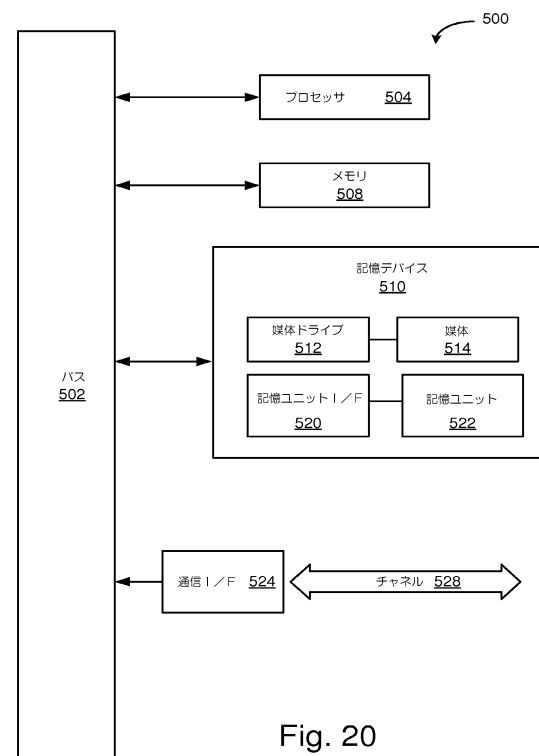 500
プロセッサ 504
メモリ
508
記憶デバイス
510
媒体ドライブ
512
媒体
514
バス
502
記憶ユニットI/F
520
記憶ユニット
522
通信I/F 524
チャネル 528
Fig. 20